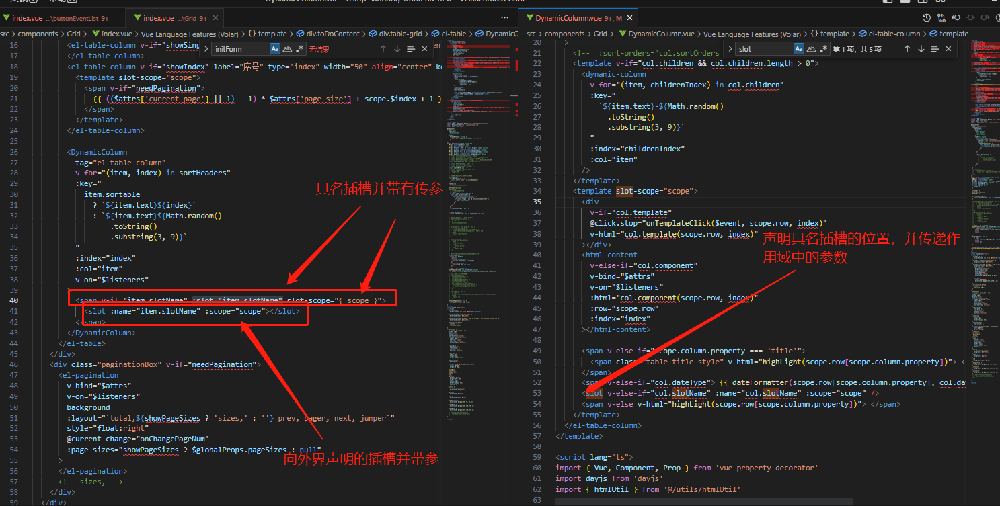 DynamicColumn.vue - osmp-sanhong-frontend-new - Visual Studio Code
index.vue ...\buttonEventList 9+
index.vue ...\Grid 9+
src > components > Grid > index.vue > Vue Language Features (Volar) > {} template > div.toDoContent > div.table-grid > el-table > DynamicC
initForm
Aa
ab
无结果
16 <el-table-column v-if="showSing
17 </el-table-column>
18 <el-table-column v-if="showIndex" label="序号" type="index" width="50" align="center" ke
19 <template slot-scope="scope">
20 <span v-if="needPagination">
21 {{ (($attrs['current-page'] || 1) - 1) * $attrs['page-size'] + scope.$index + 1 }
22 </span>
23 </template>
24 </el-table-column>
25
26 <DynamicColumn
27 tag="el-table-column"
28 v-for="(item, index) in sortHeaders"
29 :key="
30 item.sortable
31 ? `${item.text}${index}`
32 : `${item.text}${Math.random()
33 .toString()
34 .substring(3, 9)}`
35 "
36 :index="index"
37 :col="item"
38 v-on="$listeners"
39
40 <span v-if="item.slotName" :slot="item.slotName" slot-scope="{ scope }">
41 <slot :name="item.slotName" :scope="scope"></slot>
42 </span>
43 </DynamicColumn>
44 </el-table>
45 </div>
46 <div class="paginationBox" v-if="needPagination">
47 <el-pagination
48 v-bind="$attrs"
49 v-on="$listeners"
50 background
51 :layout="`total,${showPageSizes ? 'sizes,' : ''} prev, pager, next, jumper`"
52 style="float:right"
53 @current-change="onChangePageNum"
54 :page-sizes="showPageSizes ? $globalProps.pageSizes : null"
55 >
56 </el-pagination>
57 <!-- sizes, -->
58 </div>
59 </div>
具名插槽并带有传参
向外界声明的插槽并带参
DynamicColumn.vue 9+, M
src > components > Grid > DynamicColumn.vue > Vue Language Features (Volar) > {} template > el-table-column > template
slot
Aa
ab
第 1 项, 共 5 项
20 >
21 <!-- :sort-orders="col.sortOrders
22 <template v-if="col.children && col.children.length > 0">
23 <dynamic-column
24 v-for="(item, childrenIndex) in col.children"
25 :key="
26 `${item.text}-${Math.random()
27 .toString()
28 .substring(3, 9)}`
29 "
30 :index="childrenIndex"
31 :col="item"
32 />
33 </template>
34 <template slot-scope="scope">
35 <div
36 v-if="col.template"
37 @click.stop="onTemplateClick($event, scope.row, index)"
38 v-html="col.template(scope.row, index)"
39 ></div>
40 <html-content
41 v-else-if="col.component"
42 v-bind="$attrs"
43 v-on="$listeners"
44 :html="col.component(scope.row, index)"
45 :row="scope.row"
46 :index="index"
47 ></html-content>
48
49 <span v-else-if="scope.column.property === 'title'">
50 <span class="table-title-style" v-html="highLight(scope.row[scope.column.property])"> <
51 </span>
52 <span v-else-if="col.dateType"> {{ dateFormatter(scope.row[scope.column.property], col.da
53 <slot v-else-if="col.slotName" :name="col.slotName" :scope="scope" />
54 <span v-else v-html="highLight(scope.row[scope.column.property])"> </span>
55 </template>
56 </el-table-column>
57 </template>
58
59 <script lang="ts">
60 import { Vue, Component, Prop } from 'vue-property-decorator'
61 import dayjs from 'dayjs'
62 import { htmlUtil } from '@/utils/htmlUtil'
63
声明具名插槽的位置，并传递作
用域中的参数